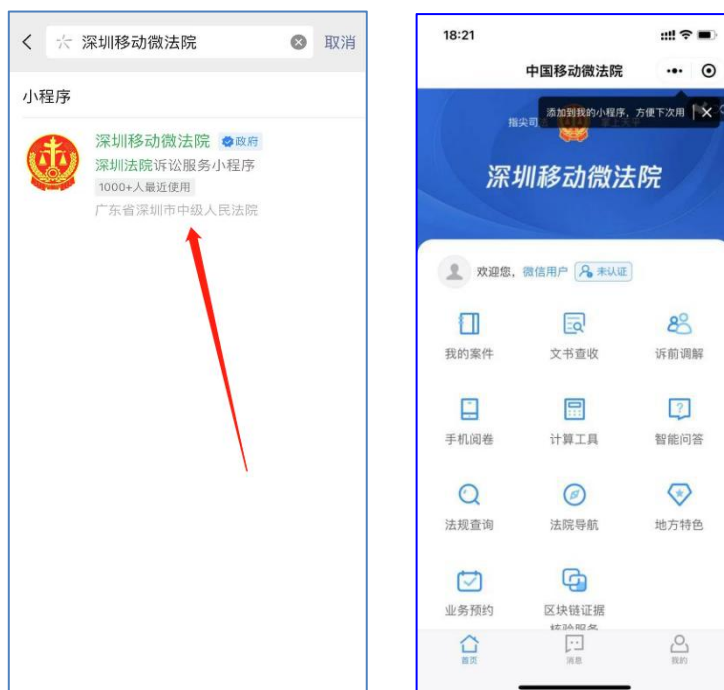 深圳移动微法院
取消
小程序
深圳移动微法院 政府
深圳法院诉讼服务小程序
1000+人最近使用
广东省深圳市中级人民法院
18:21
中国移动微法院
添加到我的小程序，方便下次用
指尖司
深圳移动微法院
欢迎您，微信用户 未认证
我的案件 文书查收 诉前调解
手机阅卷 计算工具 智能问答
法规查询 法院导航 地方特色
业务预约 区块链证据
核验服务
首页 消息 我的